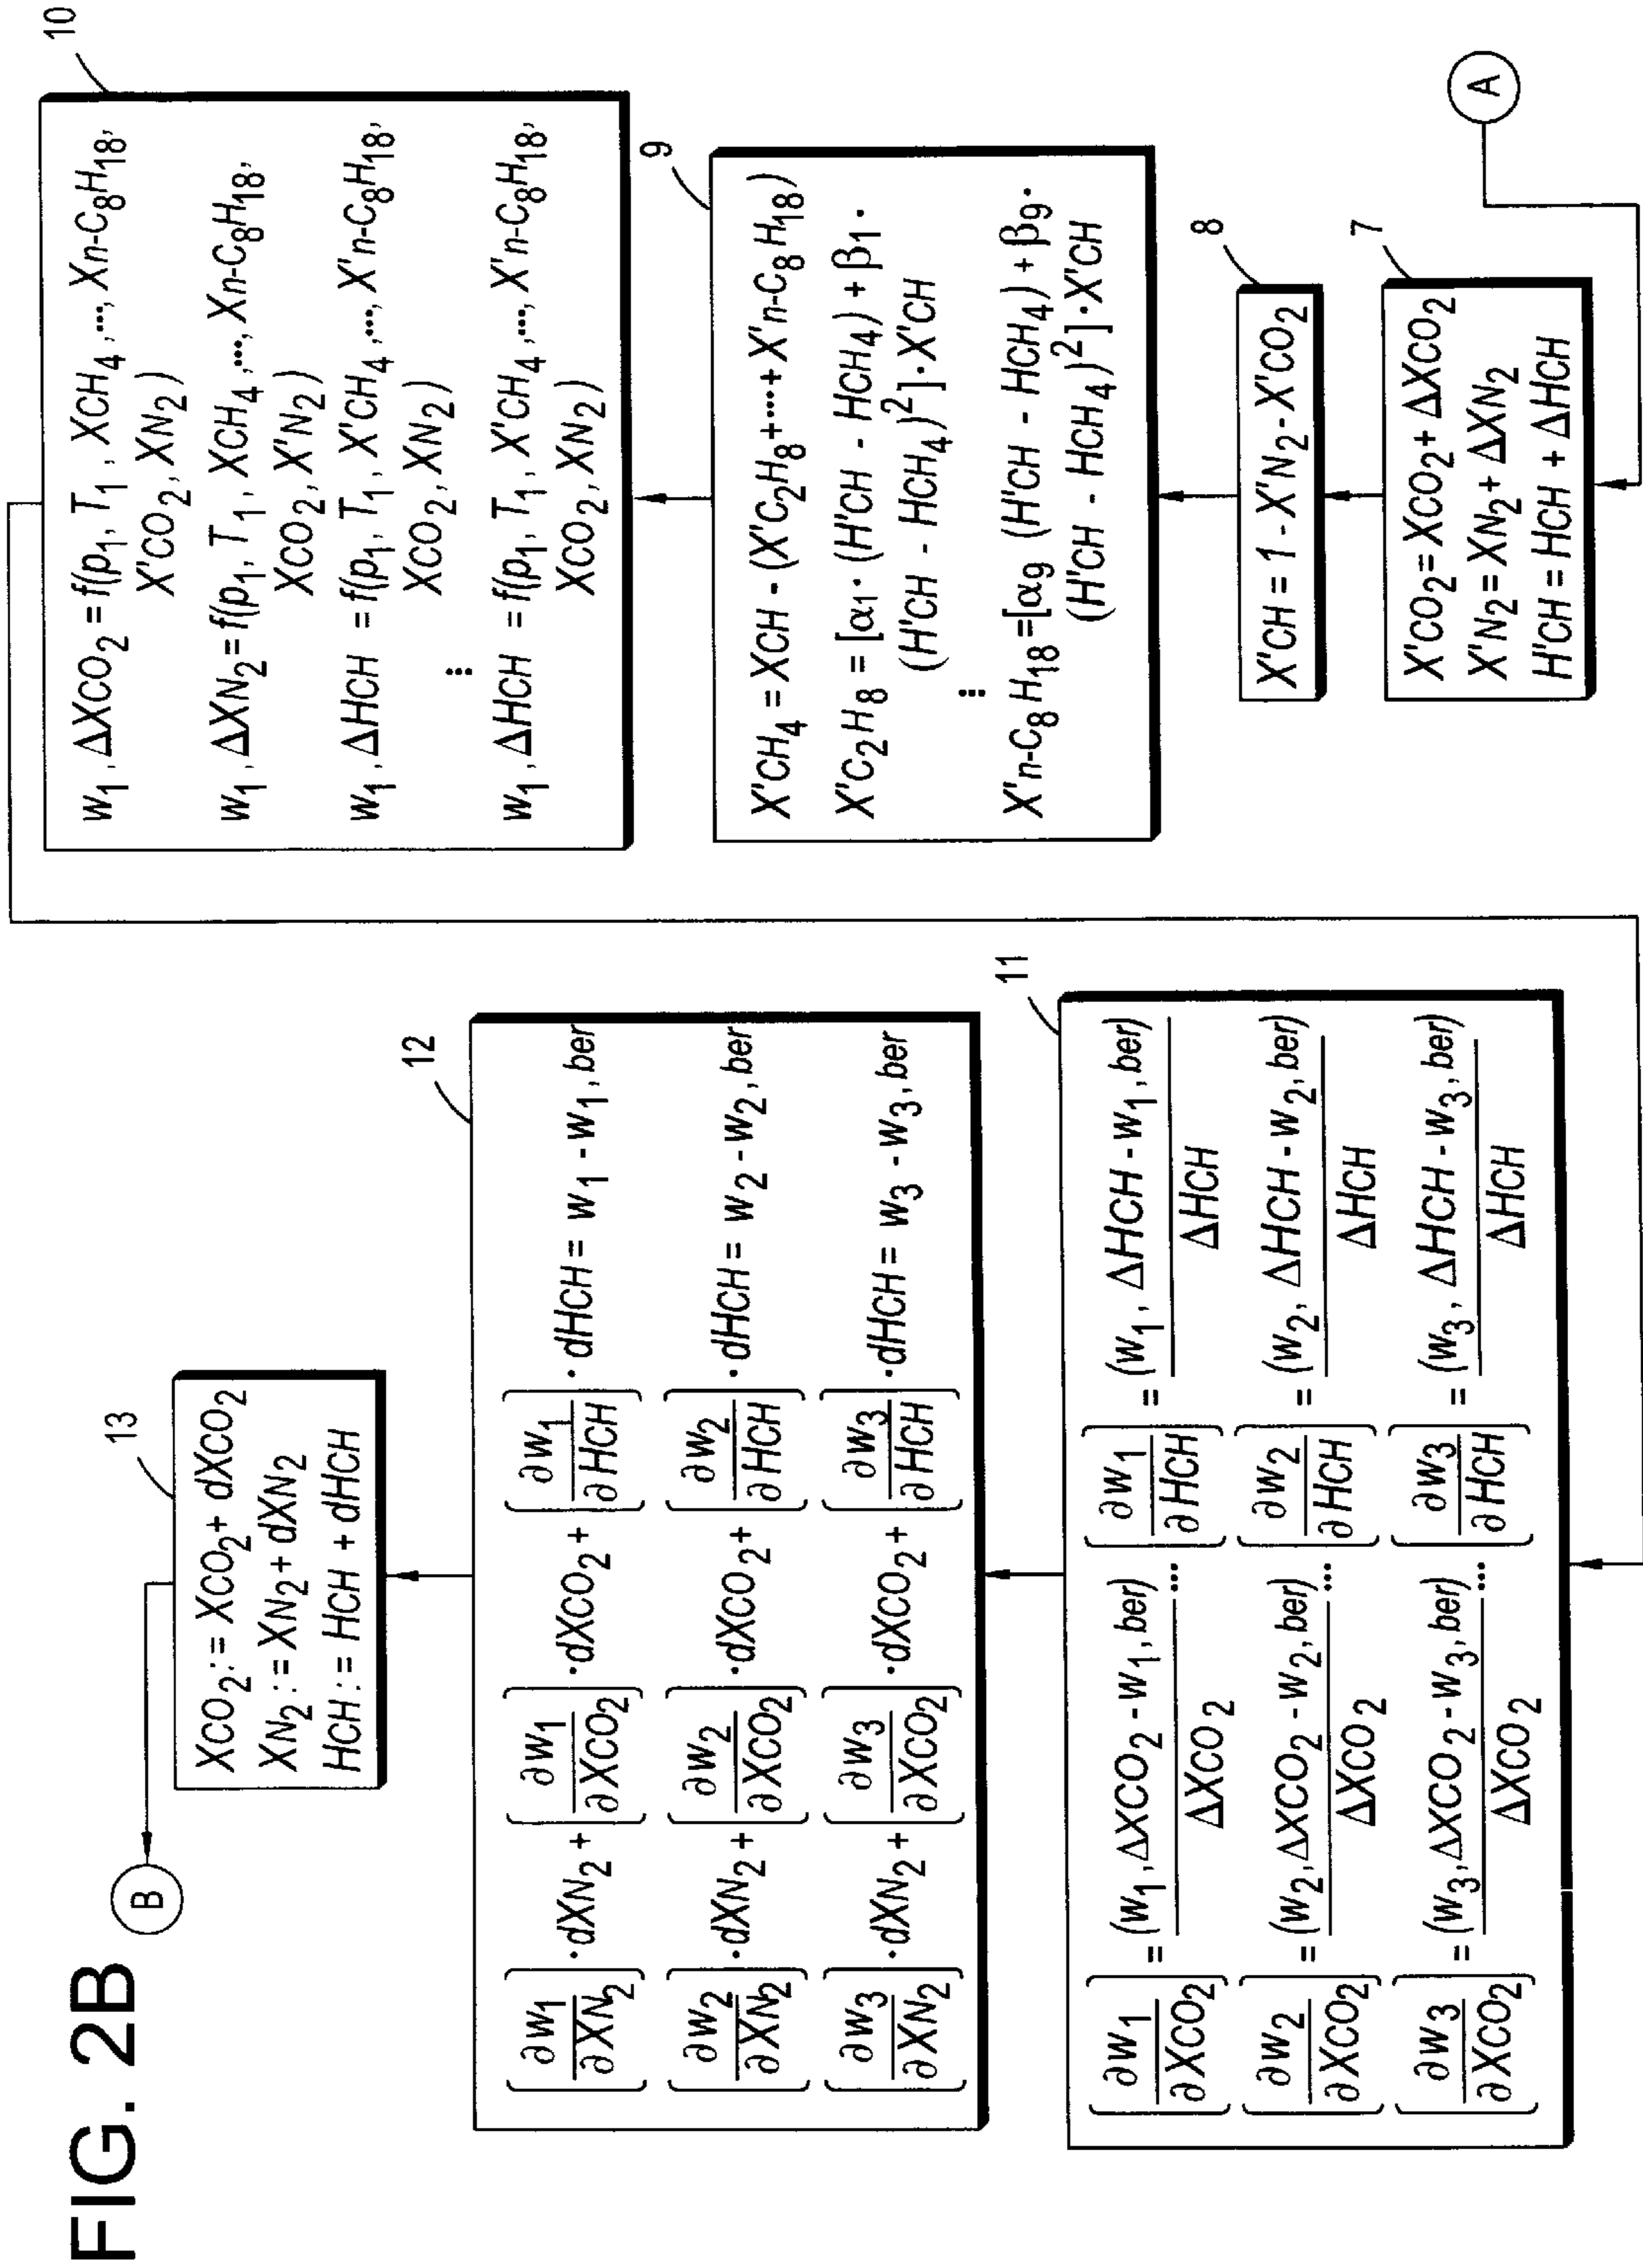 FIG. 2B
A
7
X'CO2 = XCO2 + ΔXCO2
X'N2 = XN2 + ΔXN2
H'CH = HCH + ΔHCH
8
X'CH = 1 - X'N2 - X'CO2
9
X'CH4 = XCH - (X'C2H8 +....+ X'n-C8H18)
X'C2H8 = [α1 · (H'CH - HCH4) + β1 ·
(H'CH - HCH4)2] · X'CH
...
X'n-C8H18 = [α9 (H'CH - HCH4) + β9 ·
(H'CH - HCH4)2] · X'CH
10
w1, ΔXCO2 = f(p1, T1, XCH4,..., Xn-C8H18,
X'CO2, XN2)
w1, ΔXN2 = f(p1, T1, XCH4,..., Xn-C8H18,
XCO2, X'N2)
w1, ΔHCH = f(p1, T1, X'CH4,..., X'n-C8H18,
XCO2, XN2)
...
w1, ΔHCH = f(p1, T1, X'CH4,..., X'n-C8H18,
XCO2, XN2)
11
(∂w1/∂XCO2) = (w1, ΔXCO2 - w1, ber)/ΔXCO2 ... (∂w1/∂HCH) = (w1, ΔHCH - w1, ber)/ΔHCH
(∂w2/∂XCO2) = (w2, ΔXCO2 - w2, ber)/ΔXCO2 ... (∂w2/∂HCH) = (w2, ΔHCH - w2, ber)/ΔHCH
(∂w3/∂XCO2) = (w3, ΔXCO2 - w3, ber)/ΔXCO2 ... (∂w3/∂HCH) = (w3, ΔHCH - w3, ber)/ΔHCH
12
(∂w1/∂XN2) · dXN2 + (∂w1/∂XCO2) · dXCO2 + (∂w1/∂HCH) · dHCH = w1 - w1, ber
(∂w2/∂XN2) · dXN2 + (∂w2/∂XCO2) · dXCO2 + (∂w2/∂HCH) · dHCH = w2 - w2, ber
(∂w3/∂XN2) · dXN2 + (∂w3/∂XCO2) · dXCO2 + (∂w3/∂HCH) · dHCH = w3 - w3, ber
13
XCO2 := XCO2 + dXCO2
XN2 := XN2 + dXN2
HCH := HCH + dHCH
B